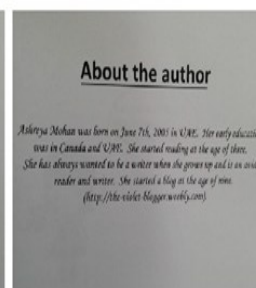 About the author
Mohan was born on June 7th, 2005 in UAE. Her early
was in Canada and UAE. She started reading at the age of three.
She has always wanted to be a writer when she grows up and is an avid
reader and writer. She started a blog at the age of nine.